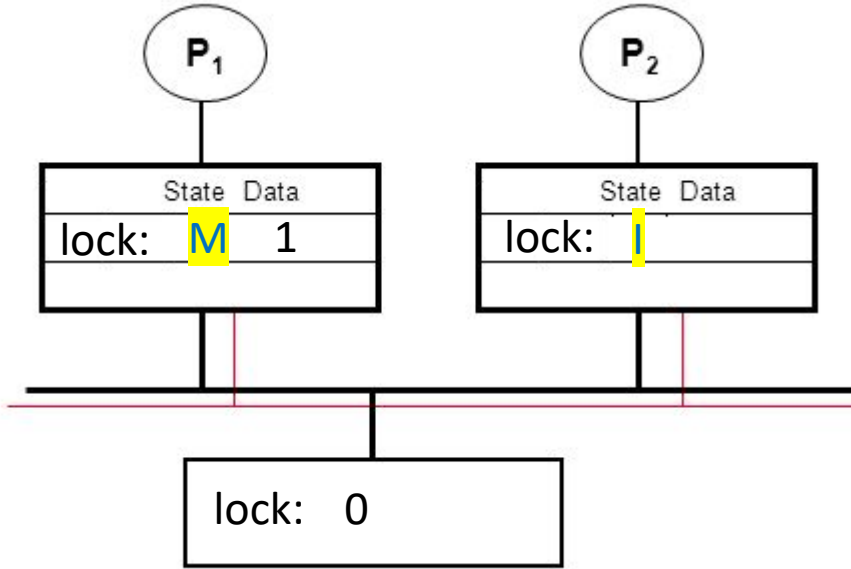 P₁ P₂
State Data State Data
lock: M 1 lock: I
lock: 0